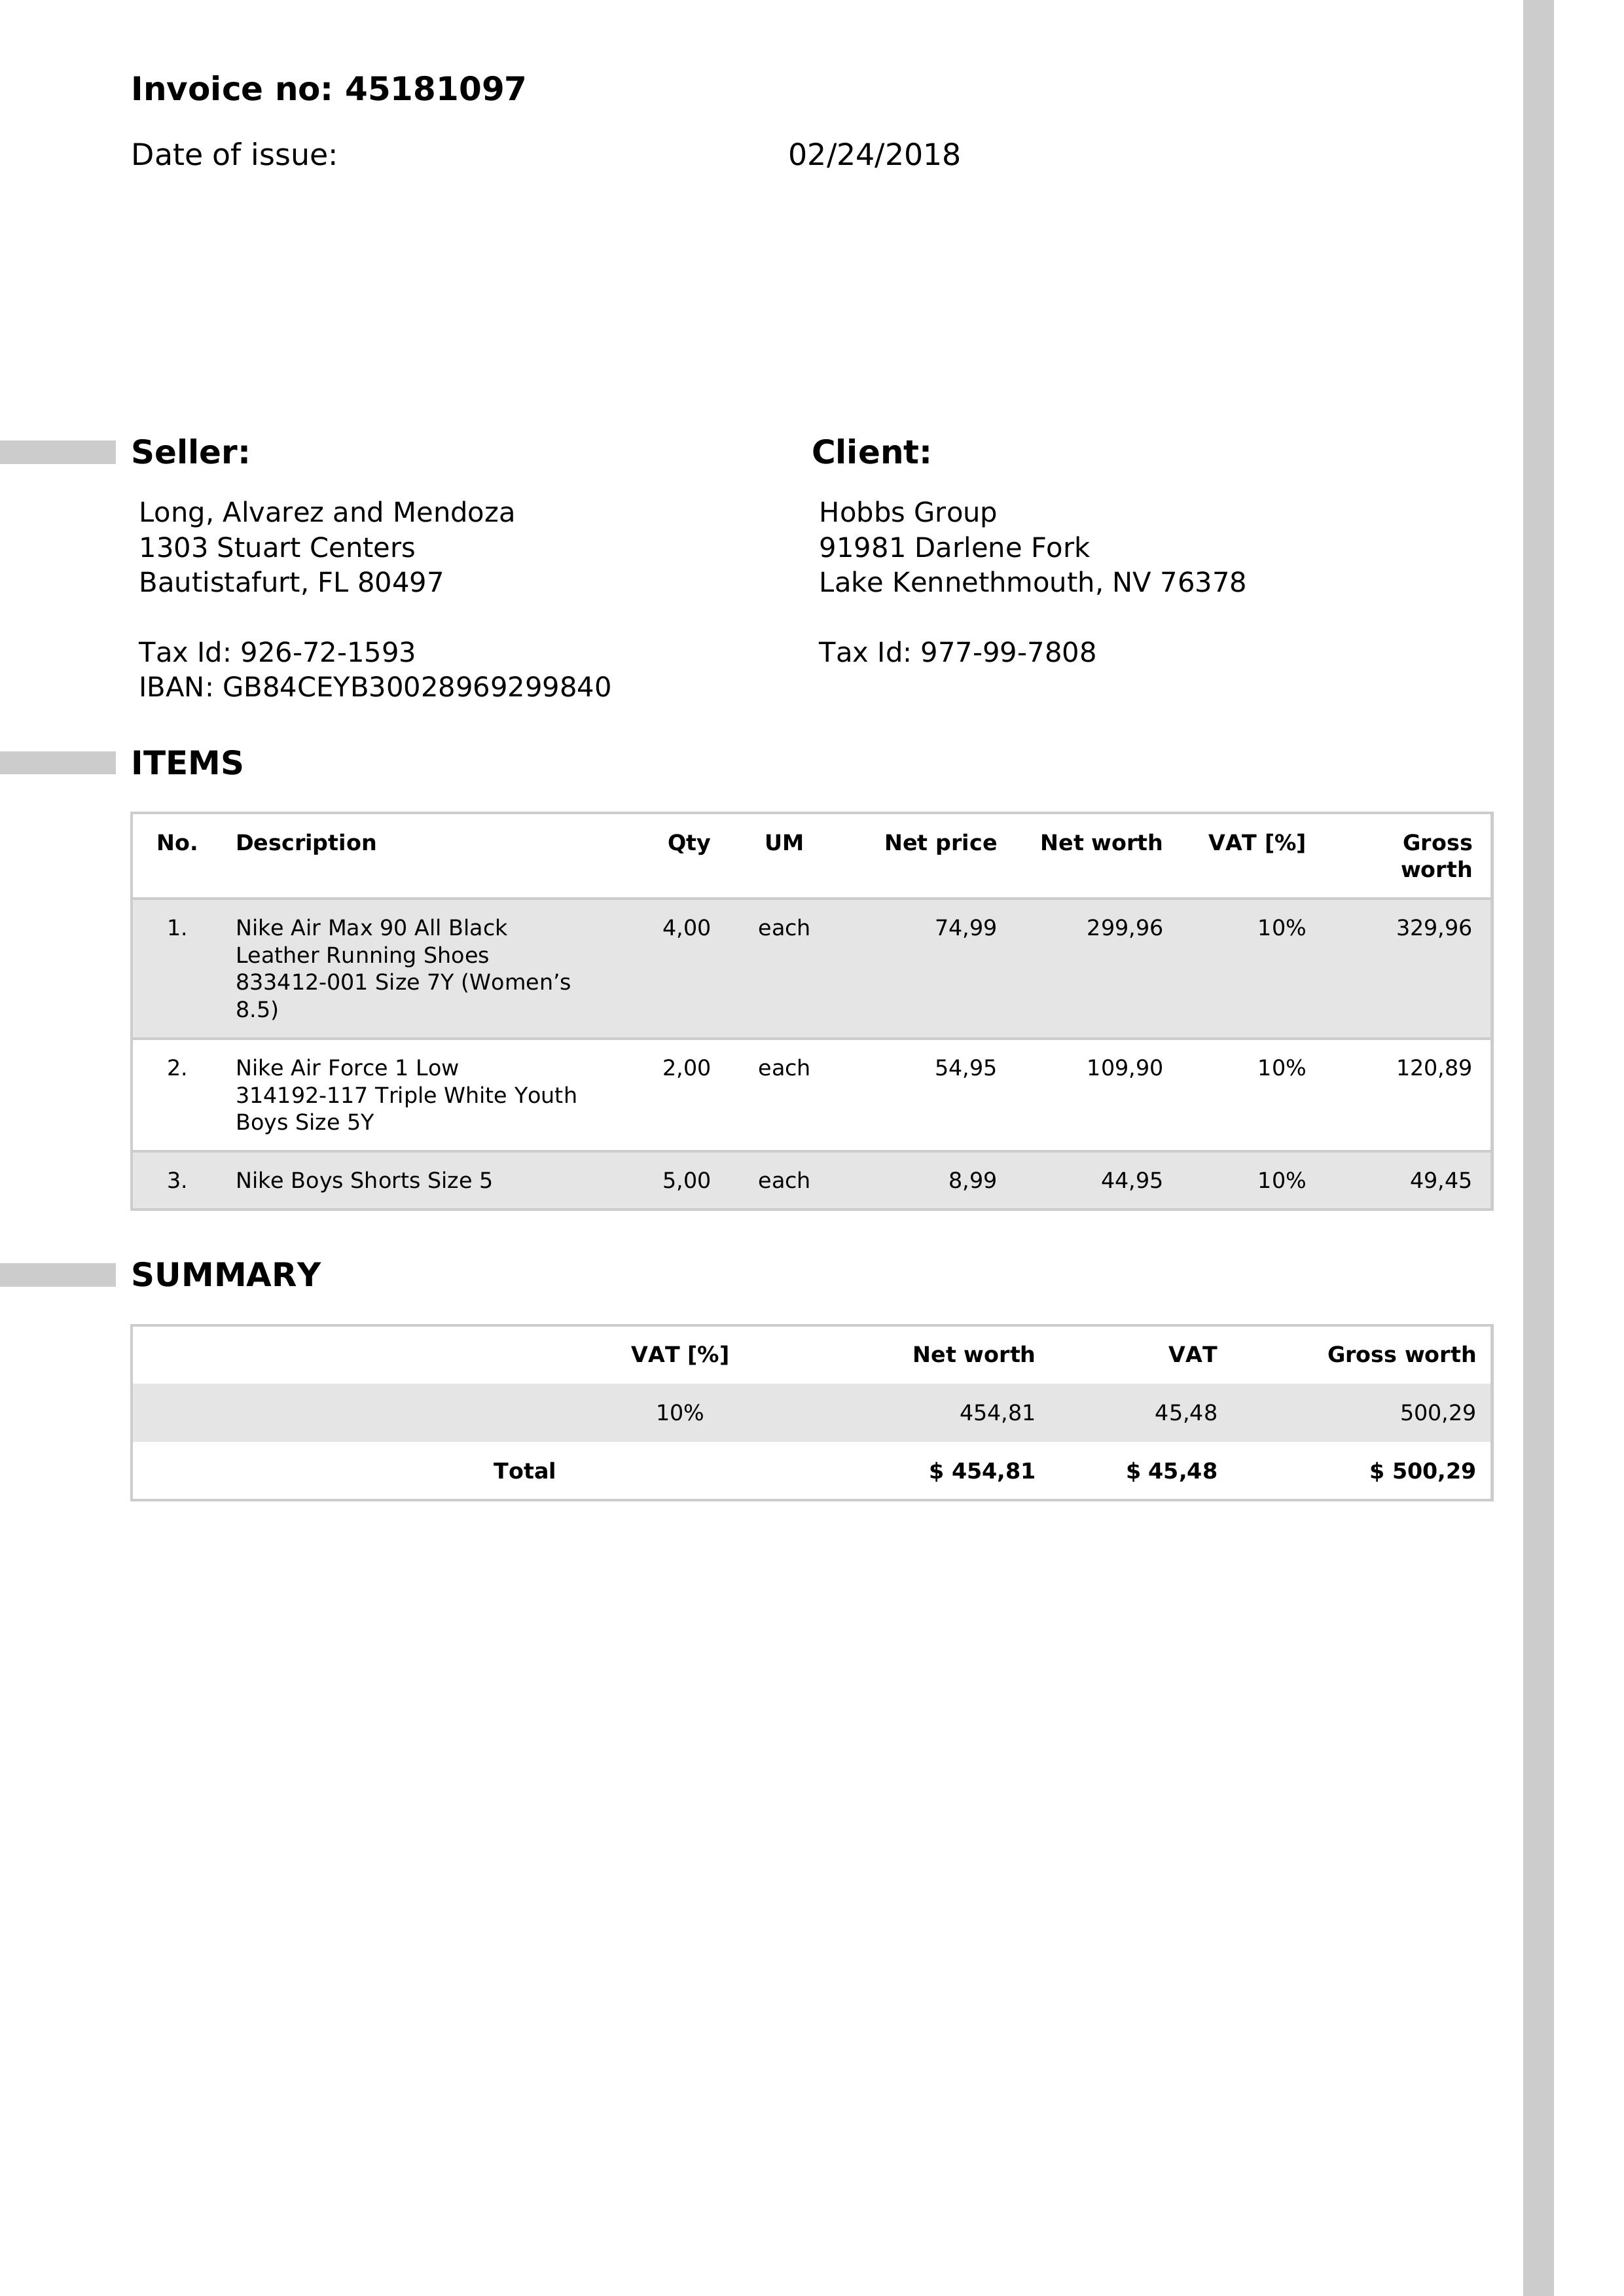 Invoice no: 45181097
Date of issue: 02/24/2018
Seller:
Long, Alvarez and Mendoza
1303 Stuart Centers
Bautistafurt, FL 80497
Tax Id: 926-72-1593
IBAN: GB84CEYB30028969299840
Client:
Hobbs Group
91981 Darlene Fork
Lake Kennethmouth, NV 76378
Tax Id: 977-99-7808
ITEMS
No. Description Qty UM Net price Net worth VAT [%] Gross
worth
1. Nike Air Max 90 All Black 4,00 each 74,99 299,96 10% 329,96
Leather Running Shoes
833412-001 Size 7Y (Women’s
8.5)
2. Nike Air Force 1 Low 2,00 each 54,95 109,90 10% 120,89
314192-117 Triple White Youth
Boys Size 5Y
3. Nike Boys Shorts Size 5 5,00 each 8,99 44,95 10% 49,45
SUMMARY
VAT [%] Net worth VAT Gross worth
10% 454,81 45,48 500,29
Total $ 454,81 $ 45,48 $ 500,29